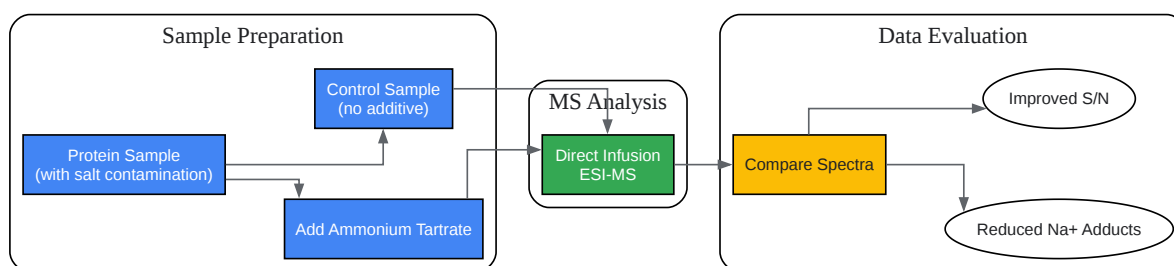 Sample Preparation
Control Sample
(no additive)
Protein Sample
(with salt contamination)
Add Ammonium Tartrate
MS Analysis
Direct Infusion
ESI-MS
Data Evaluation
Compare Spectra
Improved S/N
Reduced Na+ Adducts